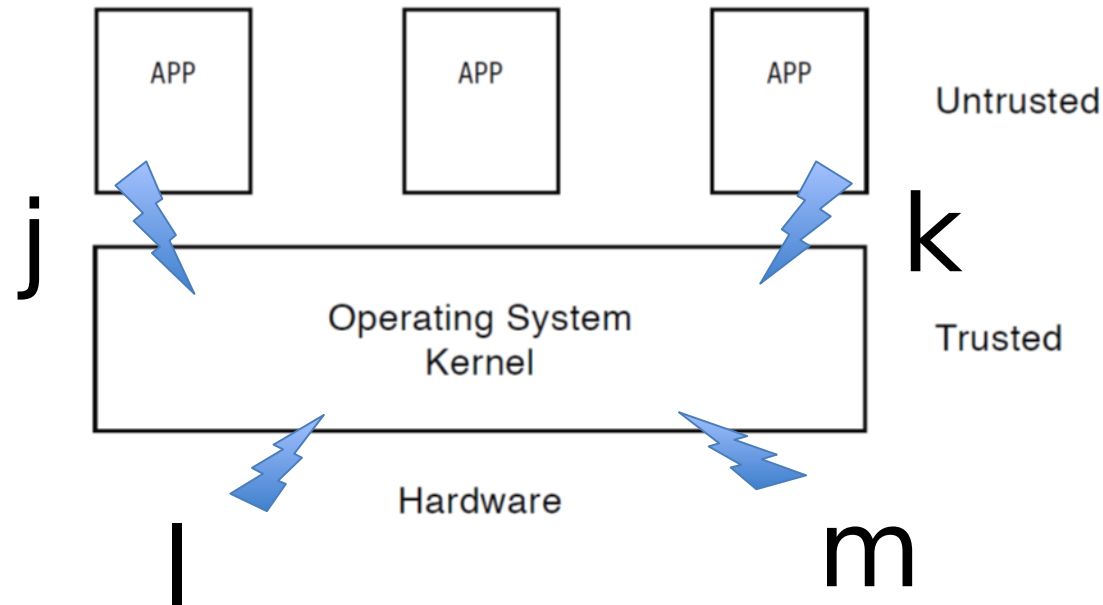 APP APP APP
Untrusted
j
k
Operating System
Kernel
Trusted
Hardware
l
m